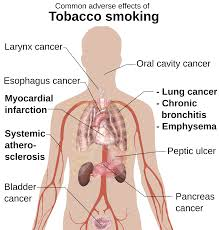 Common adverse effects of
Tobacco smoking
Larynx cancer
Oral cavity cancer
Esophagus cancer
Myocardial
infarction
- Lung cancer
- Chronic
bronchitis
- Emphysema
Systemic
athero-
sclerosis
Peptic ulcer
Bladder
cancer
Pancreas
cancer